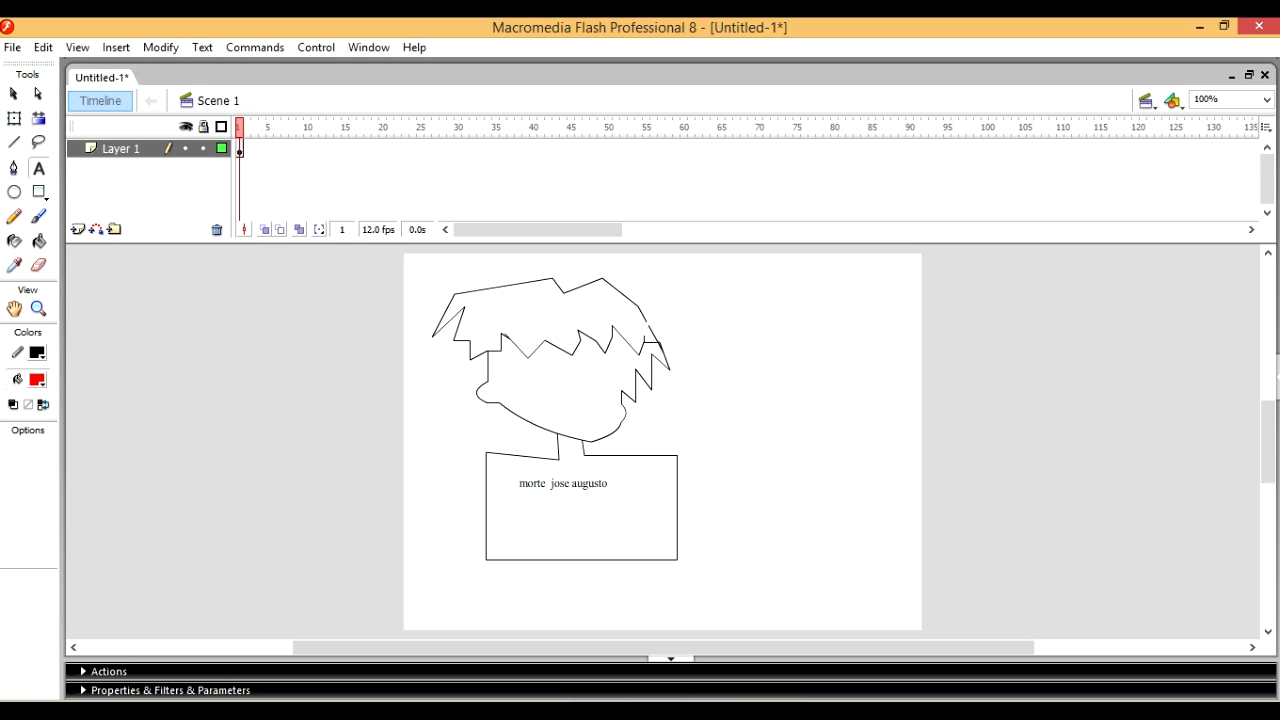 Macromedia Flash Professional 8 - [Untitled-1*]
File Edit View Insert Modify Text Commands Control Window Help
Tools
Untitled-1*
Timeline
Scene 1
100%
1 5 10 15 20 25 30 35 40 45 50 55 60 65 70 75 80 85 90 95 100 105 110 115 120 125 130 135
Layer 1
A
1 12.0 fps 0.0s
View
Colors
Options
morte jose augusto
Actions
Properties & Filters & Parameters